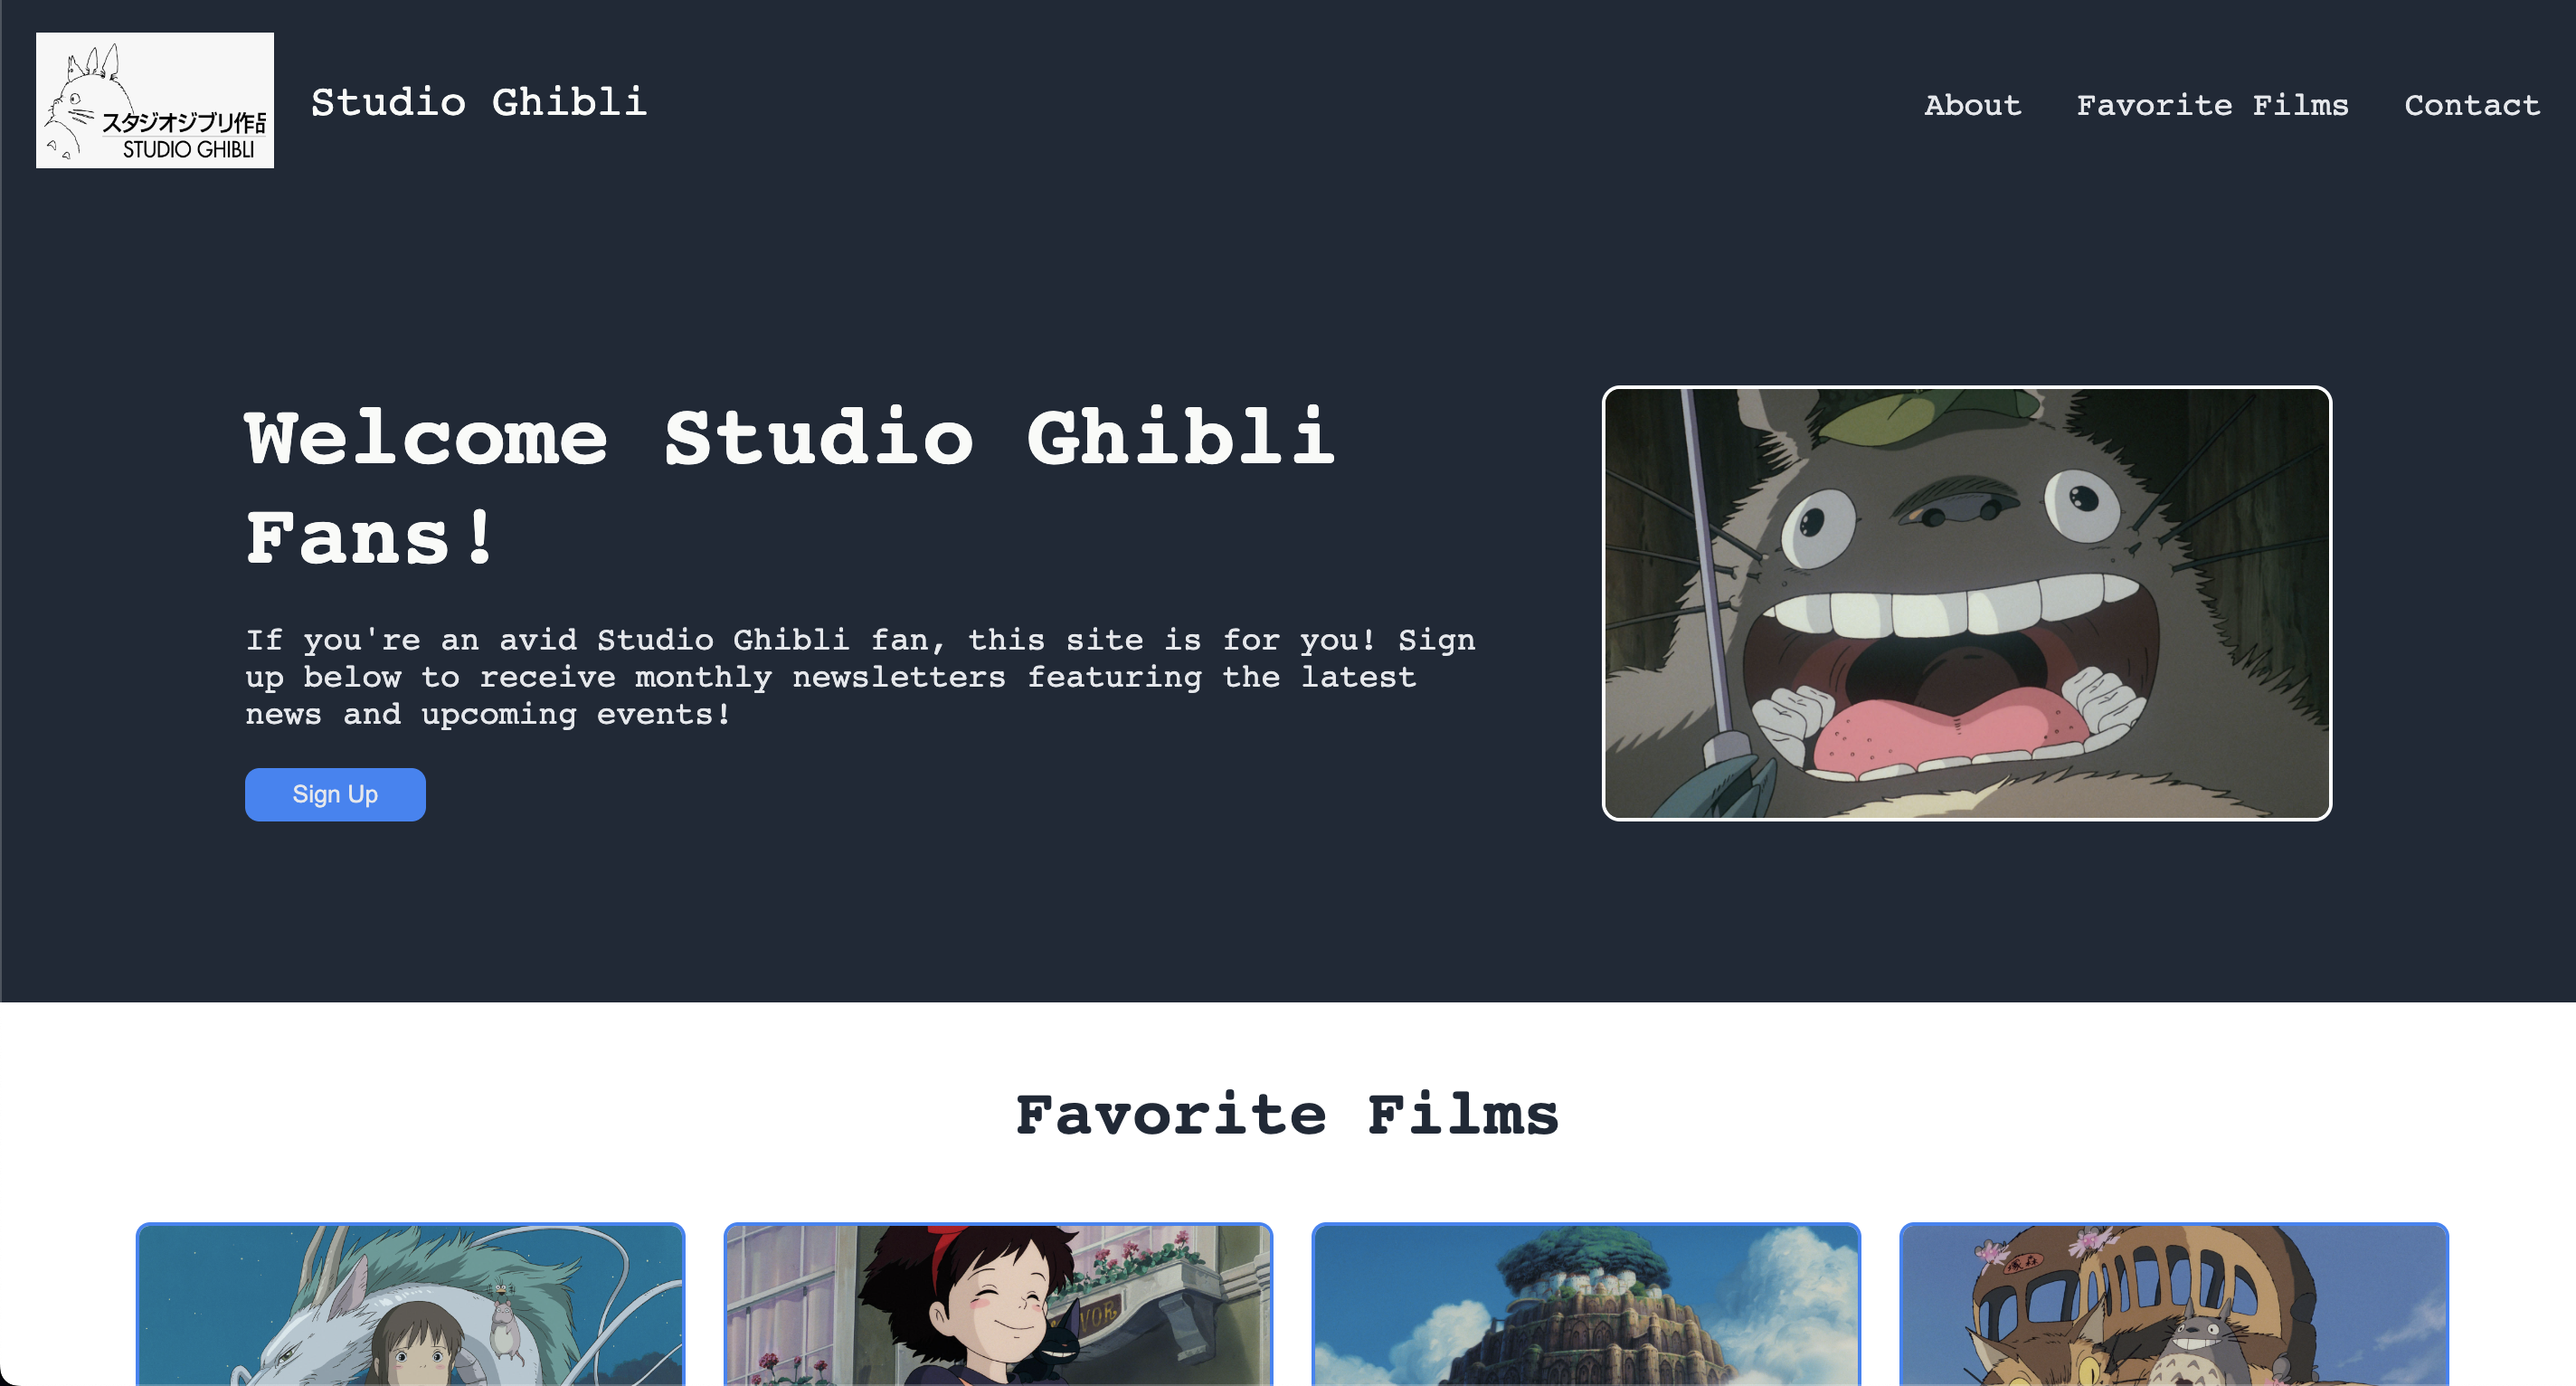 スタジオジブリ作品
STUDIO GHIBLI
Studio Ghibli
About
Favorite Films
Contact
Welcome Studio Ghibli
Fans!
If you're an avid Studio Ghibli fan, this site is for you! Sign
up below to receive monthly newsletters featuring the latest
news and upcoming events!
Sign Up
Favorite Films
VOR